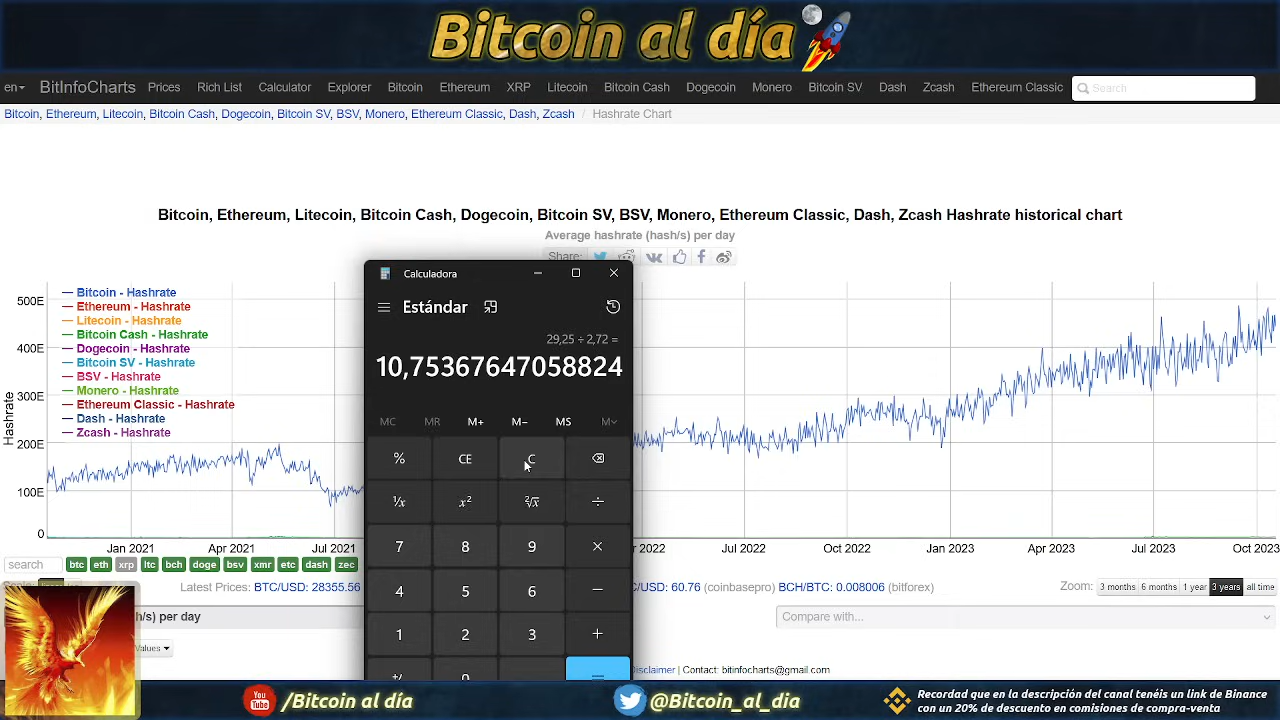 Bitcoin al día
en BitInfoCharts Prices Rich List Calculator Explorer Bitcoin Ethereum XRP Litecoin Bitcoin Cash Dogecoin Monero Bitcoin SV Dash Zcash Ethereum Classic Search
Bitcoin, Ethereum, Litecoin, Bitcoin Cash, Dogecoin, Bitcoin SV, BSV, Monero, Ethereum Classic, Dash, Zcash / Hashrate Chart
Bitcoin, Ethereum, Litecoin, Bitcoin Cash, Dogecoin, Bitcoin SV, BSV, Monero, Ethereum Classic, Dash, Zcash Hashrate historical chart
Average hashrate (hash/s) per day
Share:
Calculadora
Estándar
29,25 ÷ 2,72 =
10,75367647058824
MC MR M+ M− MS M
% CE C
¹/x x² ²√x ÷
7 8 9 ×
4 5 6 −
1 2 3 +
500E
400E
300E
200E
100E
0
Hashrate
Bitcoin - Hashrate
Ethereum - Hashrate
Litecoin - Hashrate
Bitcoin Cash - Hashrate
Dogecoin - Hashrate
Bitcoin SV - Hashrate
BSV - Hashrate
Monero - Hashrate
Ethereum Classic - Hashrate
Dash - Hashrate
Zcash - Hashrate
Jan 2021 Apr 2021 Jul 2021 2022 Jul 2022 Oct 2022 Jan 2023 Apr 2023 Jul 2023 Oct 2023
search btc eth xrp ltc bch doge bsv xmr etc dash zec
Latest Prices: BTC/USD: 28355.56 /USD: 60.76 (coinbasepro) BCH/BTC: 0.008006 (bitforex) Zoom: 3 months 6 months 1 year 3 years all time
h/s) per day Compare with...
Values
Disclaimer | Contact: bitinfocharts@gmail.com
You Tube /Bitcoin al día
@Bitcoin_al_dia
Recordad que en la descripción del canal tenéis un link de Binance
con un 20% de descuento en comisiones de compra-venta